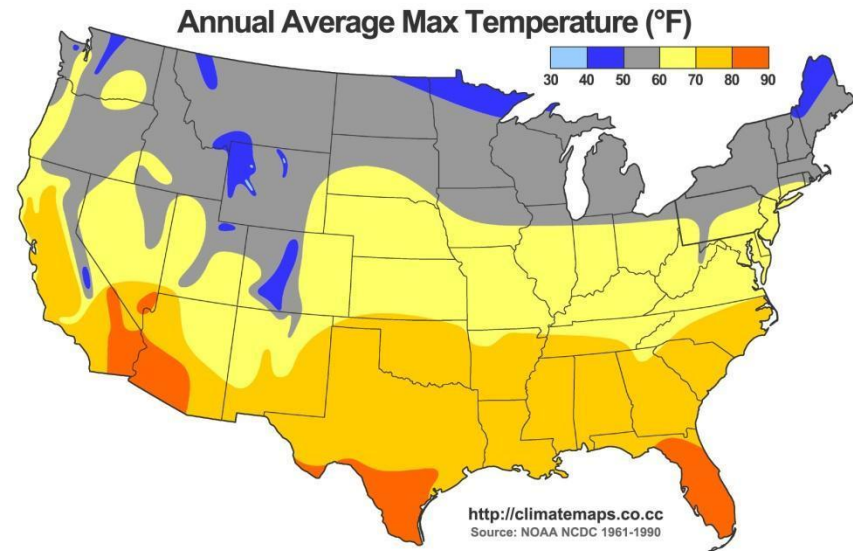 Annual Average Max Temperature (°F)
30 40 50 60 70 80 90
http://climatemaps.co.cc
Source: NOAA NCDC 1961-1990